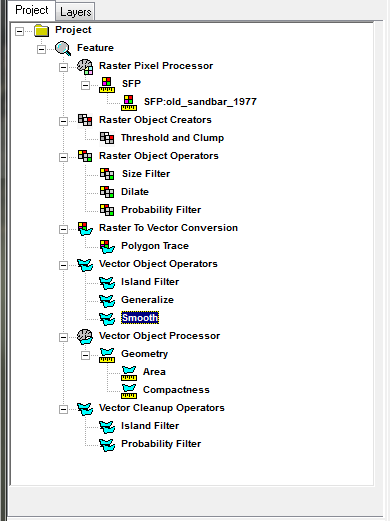 Project Layers
Project
Feature
Raster Pixel Processor
SFP
SFP:old_sandbar_1977
Raster Object Creators
Threshold and Clump
Raster Object Operators
Size Filter
Dilate
Probability Filter
Raster To Vector Conversion
Polygon Trace
Vector Object Operators
Island Filter
Generalize
Smooth
Vector Object Processor
Geometry
Area
Compactness
Vector Cleanup Operators
Island Filter
Probability Filter